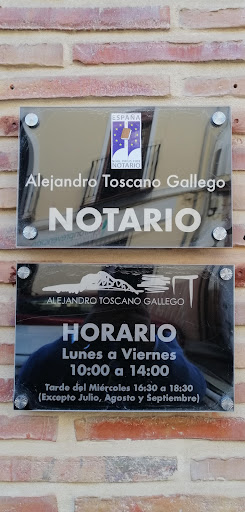 ESPAÑA
NOTARIO
Alejandro Toscano Gallego
NOTARIO
ALEJANDRO TOSCANO GALLEGO
HORARIO
Lunes a Viernes
10:00 a 14:00
Tarde del Miércoles 16:30 a 18:30
(Excepto Julio, Agosto y Septiembre)